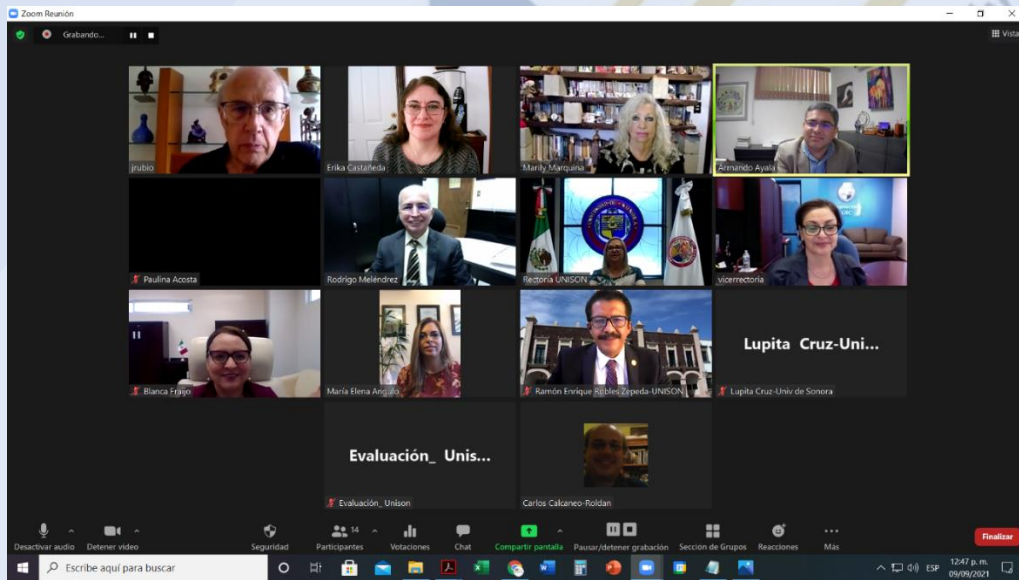 Zoom Reunión
Grabando...
Vista
jrubio
Erika Castañeda
Marily Marquina
Armando Ayala
Paulina Acosta
Rodrigo Meléndrez
Rectoría UNISON
vicerrectoria
Blanca Fraijo
María Elena Angulo
Ramón Enrique Robles Zepeda-UNISON
Lupita Cruz-Uni...
Lupita Cruz-Univ de Sonora
Evaluación_ Unis...
Evaluación_ Unison
Carlos Calcaneo-Roldan
Desactivar audio
Detener video
Seguridad
14
Participantes
Votaciones
Chat
Compartir pantalla
Pausar/detener grabación
Sección de Grupos
Reacciones
Más
Finalizar
Escribe aquí para buscar
ESP
12:47 p. m.
09/09/2021